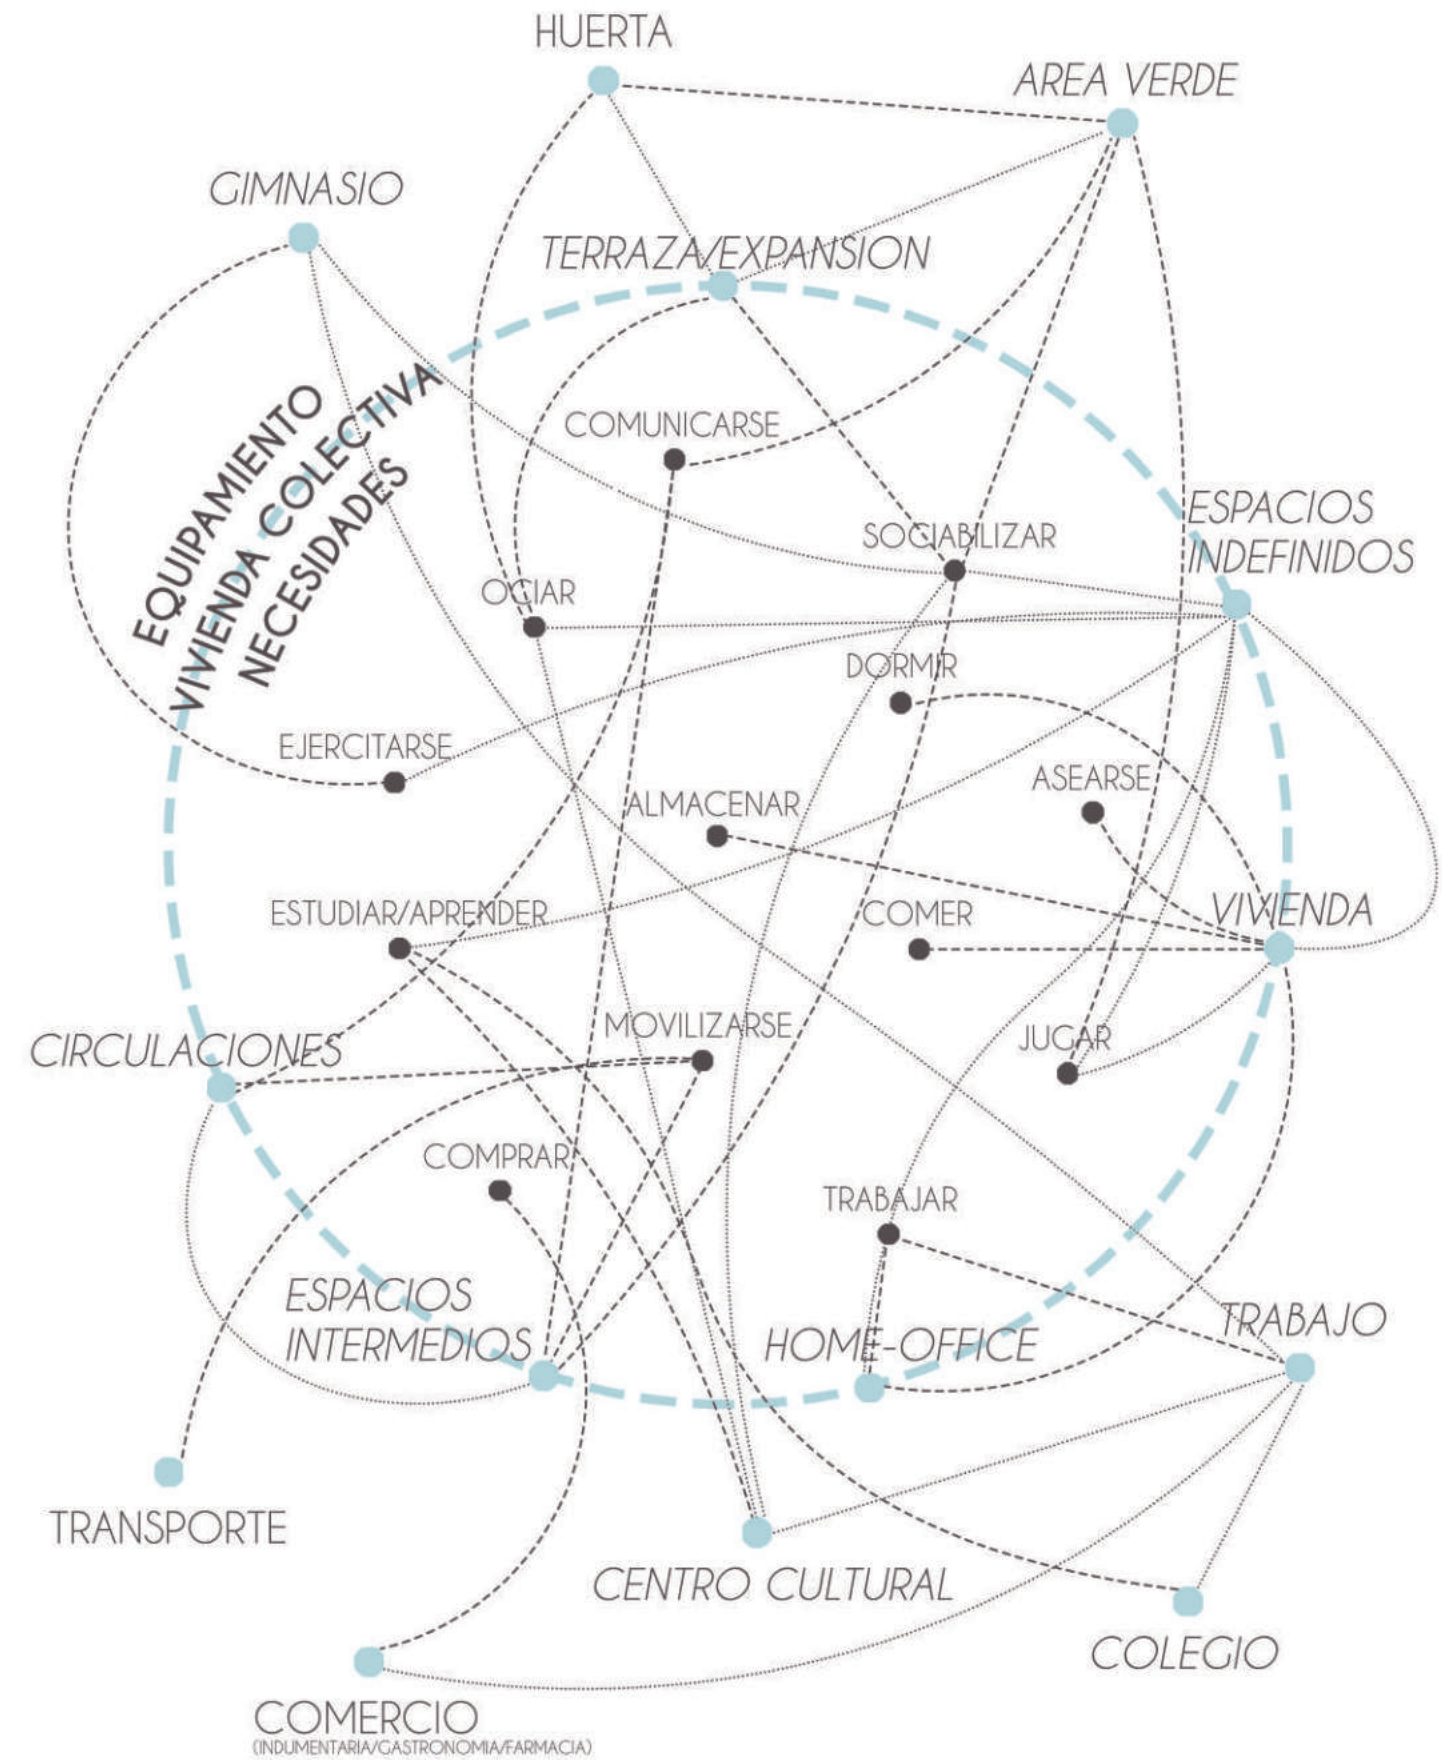 HUERTA
AREA VERDE
GIMNASIO
TERRAZA/EXPANSION
EQUIPAMIENTO
VIVIENDA COLECTIVA
NECESIDADES
COMUNICARSE
ESPACIOS
INDEFINIDOS
SOCIABILIZAR
OCIAR
DORMIR
EJERCITARSE
ASEARSE
ALMACENAR
ESTUDIAR/APRENDER
COMER
VIVIENDA
CIRCULACIONES
MOVILIZARSE
JUGAR
COMPRAR
TRABAJAR
ESPACIOS
INTERMEDIOS
HOME-OFFICE
TRABAJO
TRANSPORTE
CENTRO CULTURAL
COLEGIO
COMERCIO
(INDUMENTARIA/GASTRONOMIA/FARMACIA)